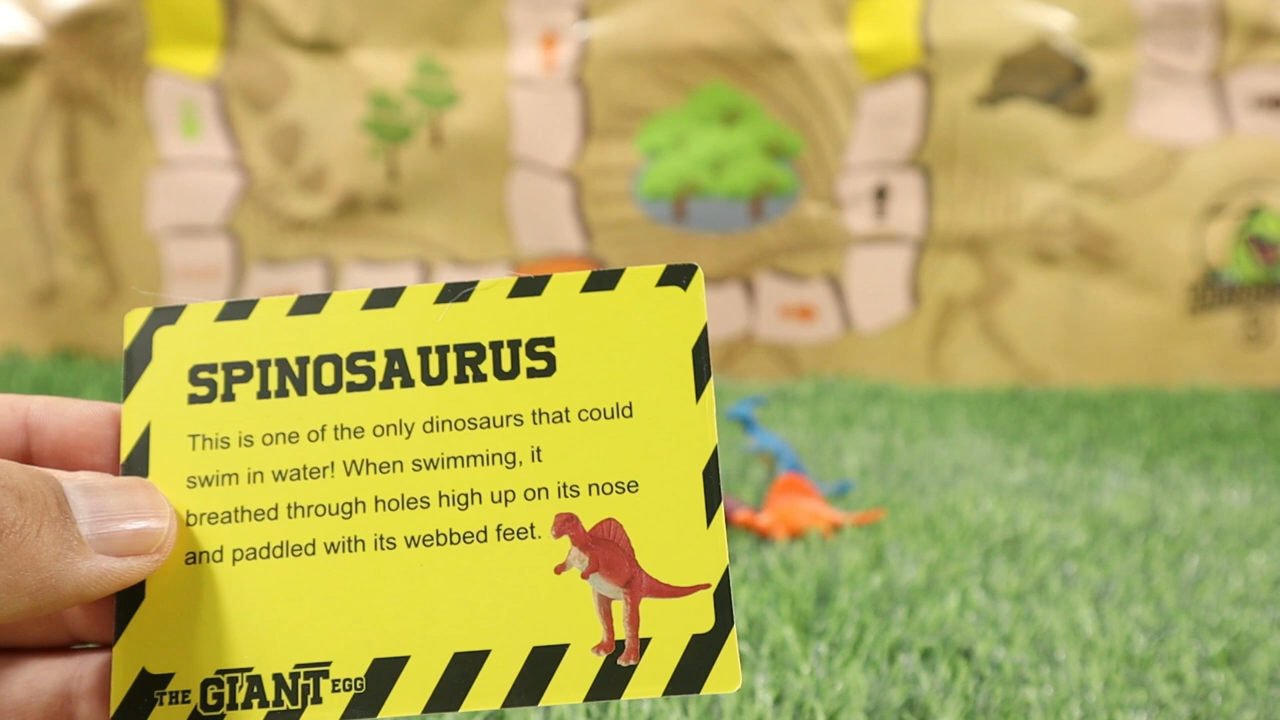 SPINOSAURUS
This is one of the only dinosaurs that could
swim in water! When swimming, it
breathed through holes high up on its nose
and paddled with its webbed feet.
THE GIANT EGG